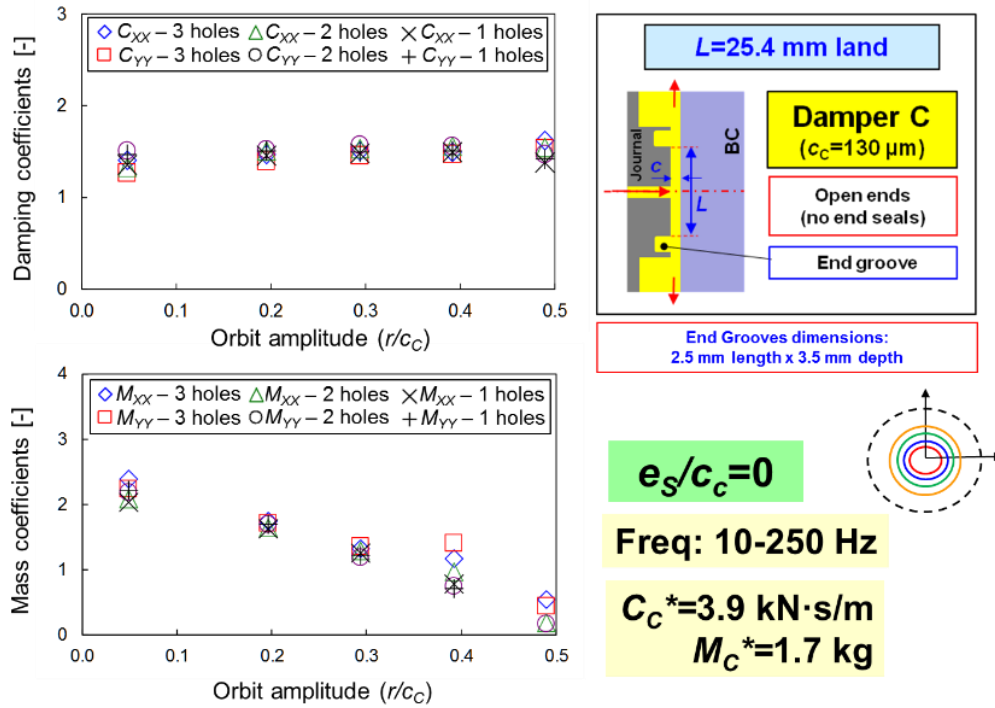 3
2
1
0
Damping coefficients [-]
C_XX – 3 holes C_XX – 2 holes C_XX – 1 holes
C_YY – 3 holes C_YY – 2 holes C_YY – 1 holes
0.0 0.1 0.2 0.3 0.4 0.5
Orbit amplitude (r/c_C)
4
3
2
1
0
Mass coefficients [-]
M_XX – 3 holes M_XX – 2 holes M_XX – 1 holes
M_YY – 3 holes M_YY – 2 holes M_YY – 1 holes
0.0 0.1 0.2 0.3 0.4 0.5
Orbit amplitude (r/c_C)
L=25.4 mm land
Journal
BC
c
L
Damper C
(c_C=130 µm)
Open ends
(no end seals)
End groove
End Grooves dimensions:
2.5 mm length x 3.5 mm depth
e_S/c_c=0
Freq: 10-250 Hz
C_C*=3.9 kN·s/m
M_C*=1.7 kg